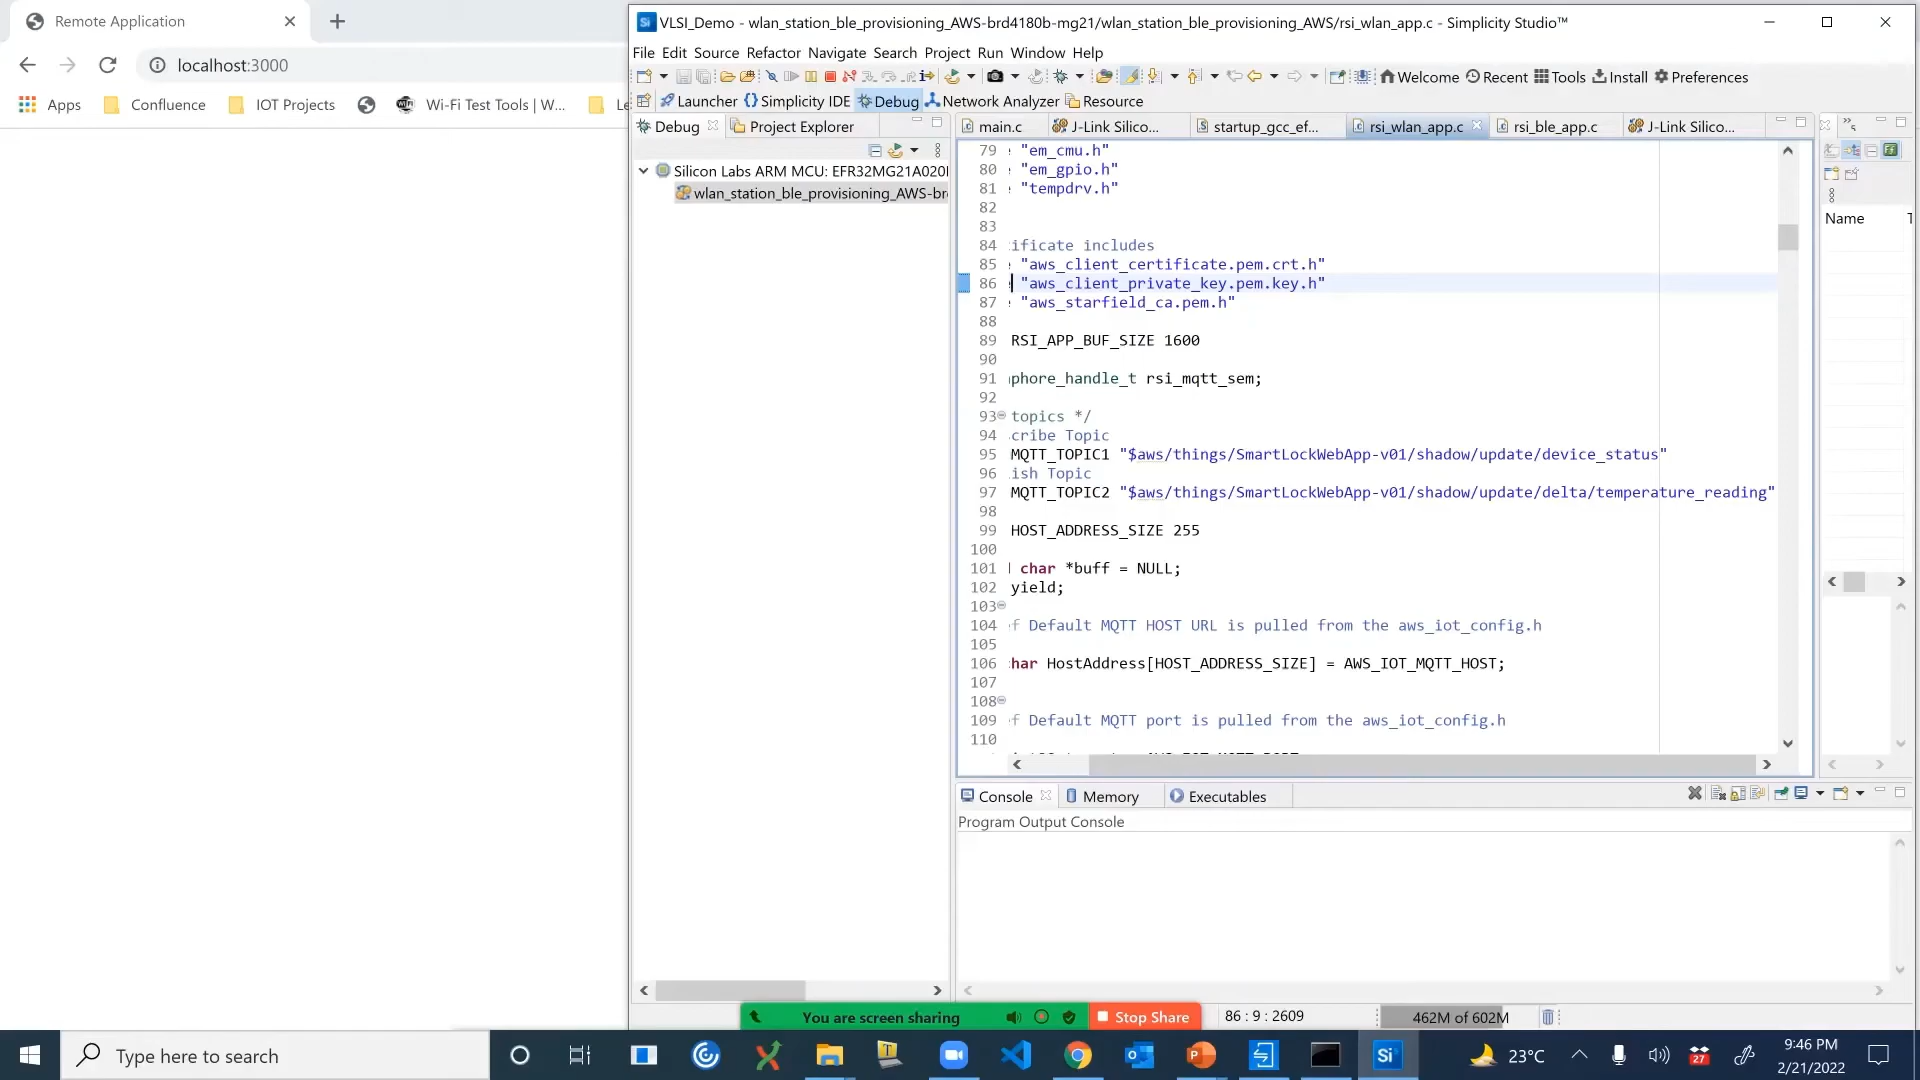 Remote Application
localhost:3000
Apps Confluence IOT Projects Wi-Fi Test Tools | W... Le
VLSI_Demo - wlan_station_ble_provisioning_AWS-brd4180b-mg21/wlan_station_ble_provisioning_AWS/rsi_wlan_app.c - Simplicity Studio™
File Edit Source Refactor Navigate Search Project Run Window Help
Welcome Recent Tools Install Preferences
Launcher Simplicity IDE Debug Network Analyzer Resource
Debug Project Explorer
Silicon Labs ARM MCU: EFR32MG21A020
wlan_station_ble_provisioning_AWS-br
main.c J-Link Silico... startup_gcc_ef... rsi_wlan_app.c rsi_ble_app.c J-Link Silico...
79 "em_cmu.h"
80 "em_gpio.h"
81 "tempdrv.h"
82
83
84 ificate includes
85 "aws_client_certificate.pem.crt.h"
86 "aws_client_private_key.pem.key.h"
87 "aws_starfield_ca.pem.h"
88
89 RSI_APP_BUF_SIZE 1600
90
91 phore_handle_t rsi_mqtt_sem;
92
93 topics */
94 cribe Topic
95 MQTT_TOPIC1 "$aws/things/SmartLockWebApp-v01/shadow/update/device_status"
96 ish Topic
97 MQTT_TOPIC2 "$aws/things/SmartLockWebApp-v01/shadow/update/delta/temperature_reading"
98
99 HOST_ADDRESS_SIZE 255
100
101 char *buff = NULL;
102 yield;
103
104 f Default MQTT HOST URL is pulled from the aws_iot_config.h
105
106 har HostAddress[HOST_ADDRESS_SIZE] = AWS_IOT_MQTT_HOST;
107
108
109 f Default MQTT port is pulled from the aws_iot_config.h
110
Name
Console Memory Executables
Program Output Console
You are screen sharing Stop Share
86 : 9 : 2609
462M of 602M
Type here to search
Si
23°C
27
9:46 PM
2/21/2022